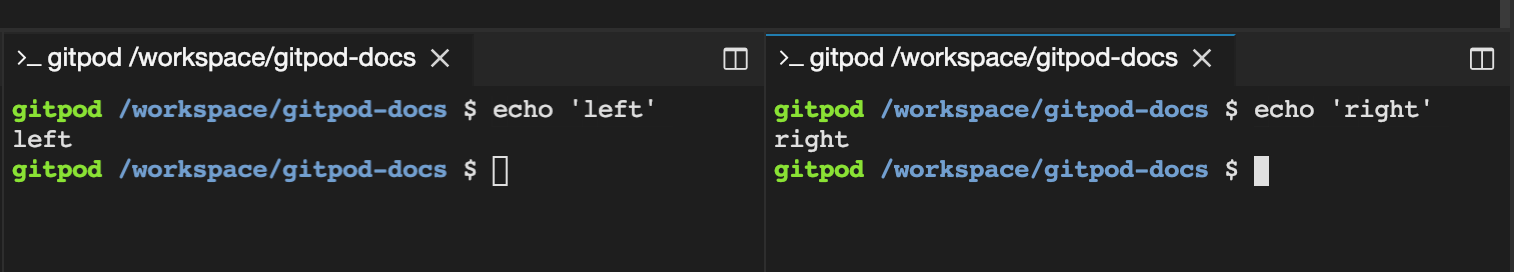 >_ gitpod /workspace/gitpod-docs ×
gitpod /workspace/gitpod-docs $ echo 'left'
left
gitpod /workspace/gitpod-docs $
>_ gitpod /workspace/gitpod-docs ×
gitpod /workspace/gitpod-docs $ echo 'right'
right
gitpod /workspace/gitpod-docs $